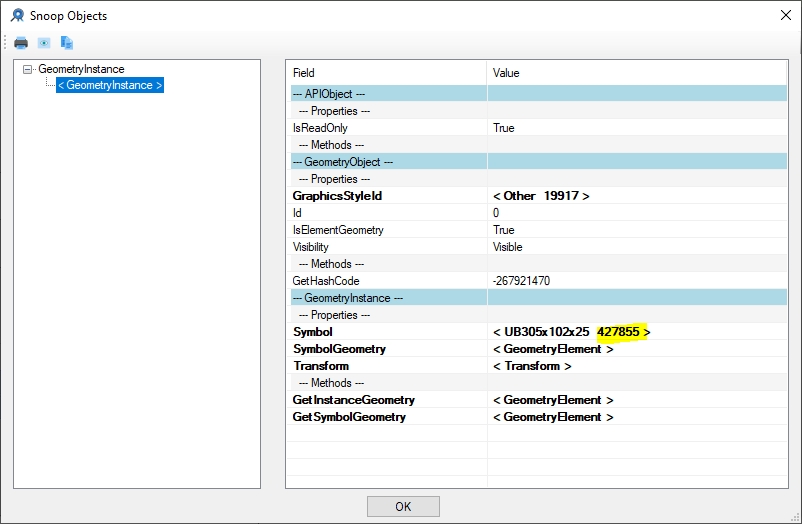 Snoop Objects
GeometryInstance
< GeometryInstance >
Field Value
--- APIObject ---
--- Properties ---
IsReadOnly True
--- Methods ---
--- GeometryObject ---
--- Properties ---
GraphicsStyleId < Other 19917 >
Id 0
IsElementGeometry True
Visibility Visible
--- Methods ---
GetHashCode -267921470
--- GeometryInstance ---
--- Properties ---
Symbol < UB305x102x25 427855 >
SymbolGeometry < GeometryElement >
Transform < Transform >
--- Methods ---
GetInstanceGeometry < GeometryElement >
GetSymbolGeometry < GeometryElement >
OK